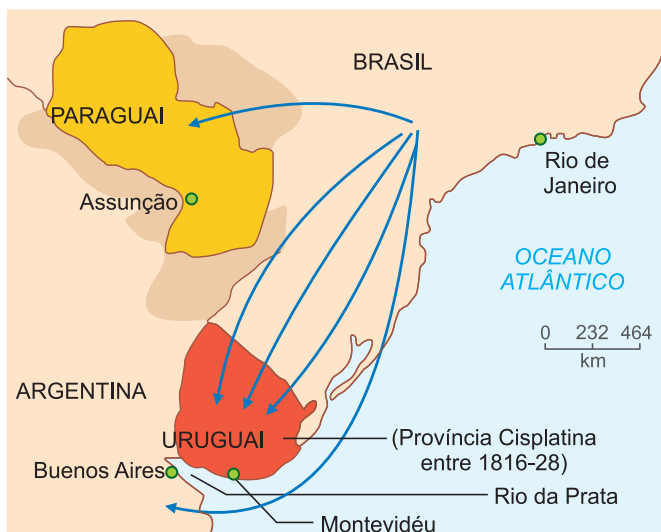 BRASIL
PARAGUAI
Assunção
Rio de
Janeiro
OCEANO
ATLÂNTICO
0 232 464
km
ARGENTINA
URUGUAI
(Província Cisplatina
entre 1816-28)
Buenos Aires
Rio da Prata
Montevidéu